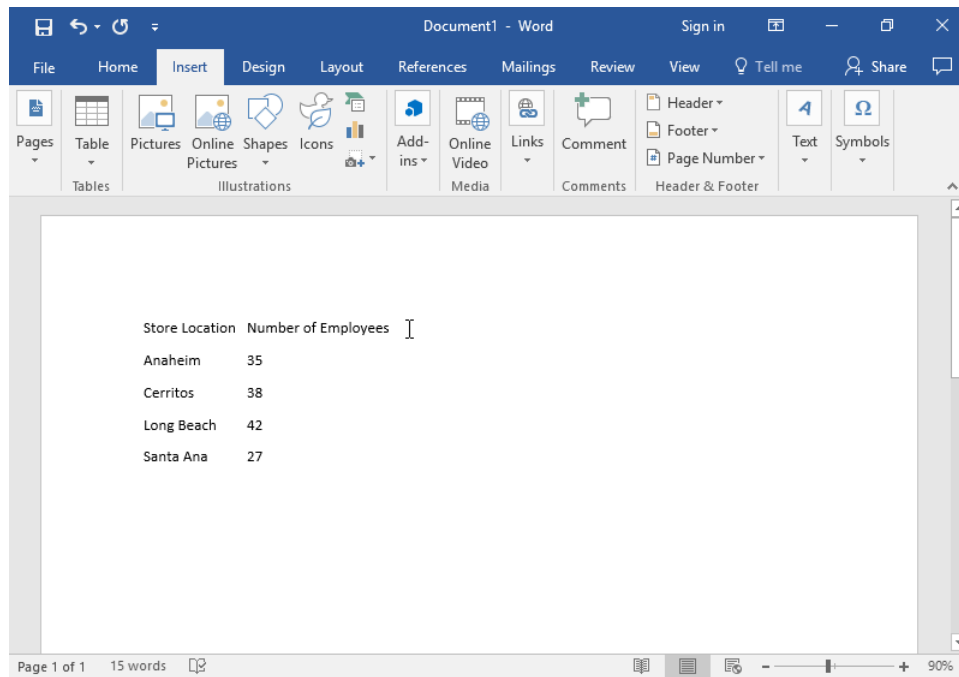 Document1 - Word Sign in
File Home Insert Design Layout References Mailings Review View Tell me Share
Pages Table Pictures Online Pictures Shapes Icons Add-ins Online Video Links Comment Header Footer Page Number Text Symbols
Tables Illustrations Media Comments Header & Footer
Store Location Number of Employees
Anaheim 35
Cerritos 38
Long Beach 42
Santa Ana 27
Page 1 of 1 15 words 90%